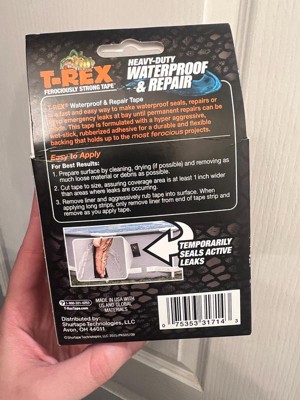 T-REX
FEROCIOUSLY STRONG TAPE
HEAVY-DUTY
WATERPROOF
& REPAIR
T-REX® Waterproof & Repair Tape
is a fast and easy way to make waterproof seals, repairs or
keep emergency leaks at bay until permanent repairs can be
made. This tape is formulated with a hyper aggressive,
wet-stick, rubberized adhesive for a durable and flexible
backing that holds up to the most ferocious projects.
Easy to Apply
For Best Results:
1. Prepare surface by cleaning, drying (if possible) and removing as
much loose material or debris as possible.
2. Cut tape to size, assuring coverage area is at least 1 inch wider
than areas where leaks are occurring.
3. Remove liner and aggressively rub tape into surface. When
applying long strips, only remove liner from end of tape strip and
remove as you apply tape.
TEMPORARILY
SEALS ACTIVE
LEAKS
T-RexTape.com
MADE IN USA WITH
US AND GLOBAL
MATERIALS.
Distributed by:
Shurtape Technologies, LLC
Avon, OH 44011
0 75353 31714 3